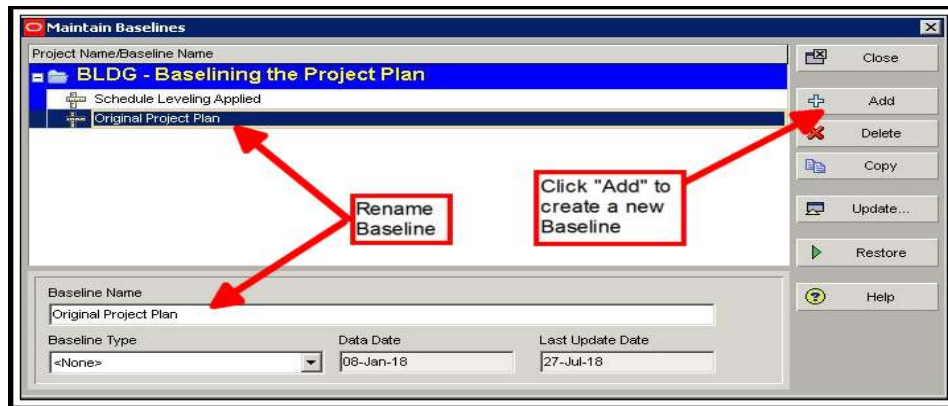 Maintain Baselines
Project Name/Baseline Name
BLDG - Baselining the Project Plan
Schedule Leveling Applied
Original Project Plan
Close
Add
Delete
Copy
Update...
Restore
Help
Rename
Baseline
Click "Add" to
create a new
Baseline
Baseline Name
Original Project Plan
Baseline Type
Data Date
Last Update Date
<None>
08-Jan-18
27-Jul-18